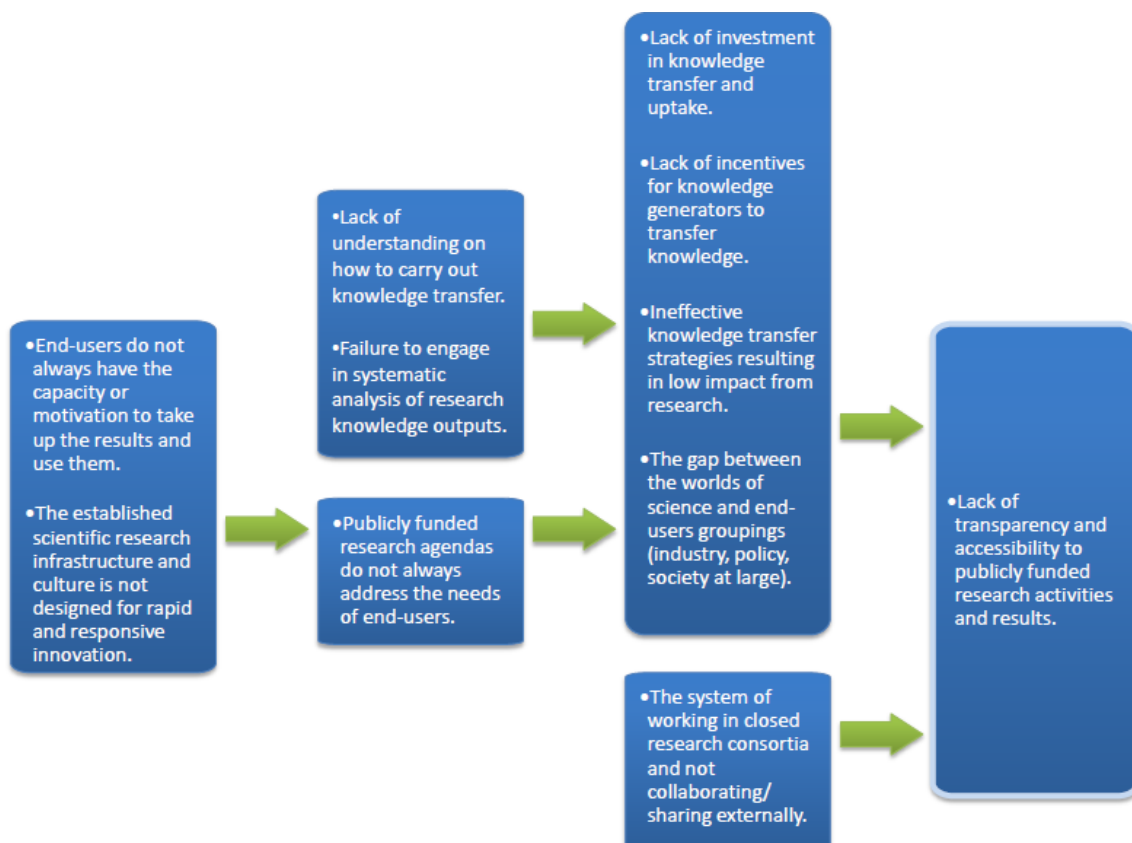 •End-users do not
always have the
capacity or
motivation to take
up the results and
use them.
•The established
scientific research
infrastructure and
culture is not
designed for rapid
and responsive
innovation.
•Lack of
understanding on
how to carry out
knowledge transfer.
•Failure to engage
in systematic
analysis of research
knowledge outputs.
•Publicly funded
research agendas
do not always
address the needs
of end-users.
•Lack of investment
in knowledge
transfer and
uptake.
•Lack of incentives
for knowledge
generators to
transfer
knowledge.
•Ineffective
knowledge transfer
strategies resulting
in low impact from
research.
•The gap between
the worlds of
science and end-
users groupings
(industry, policy,
society at large).
•The system of
working in closed
research consortia
and not
collaborating/
sharing externally.
•Lack of
transparency and
accessibility to
publicly funded
research activities
and results.